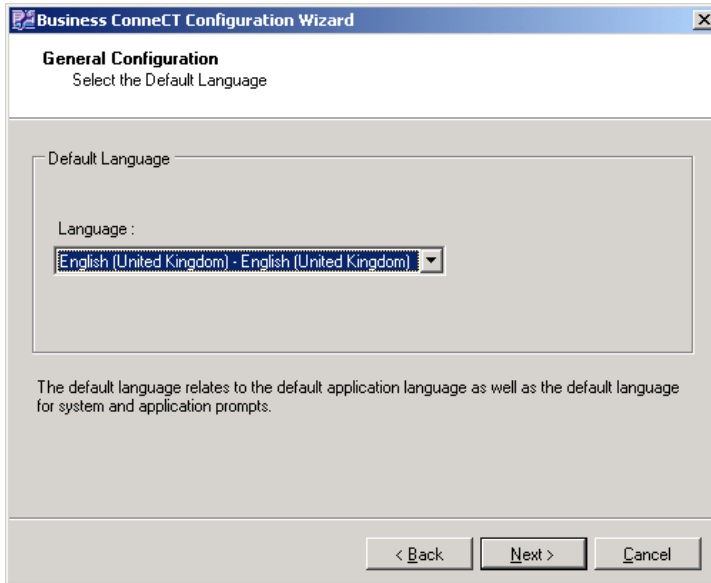 Business ConneCT Configuration Wizard
General Configuration
Select the Default Language
Default Language
Language :
English (United Kingdom) - English (United Kingdom)
The default language relates to the default application language as well as the default language
for system and application prompts.
< Back
Next >
Cancel